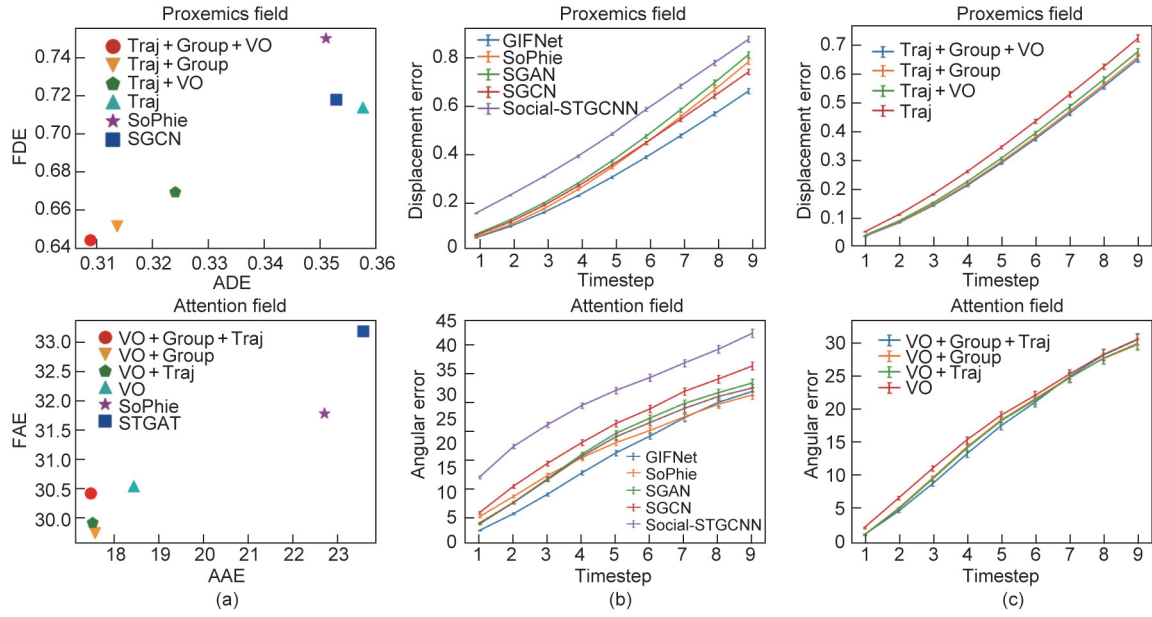 Proxemics field
0.75
0.74
0.72
0.70
0.68
0.66
0.64
FDE
Traj + Group + VO
Traj + Group
Traj + VO
Traj
SoPhie
SGCN
0.31
0.32
0.33
0.34
0.35
0.36
ADE
Proxemics field
0.8
0.6
0.4
0.2
0
Displacement error
GIFNet
SoPhie
SGAN
SGCN
Social-STGCNN
1 2 3 4 5 6 7 8 9
Timestep
Proxemics field
0.7
0.6
0.5
0.4
0.3
0.2
0.1
0
Displacement error
Traj + Group + VO
Traj + Group
Traj + VO
Traj
1 2 3 4 5 6 7 8 9
Timestep
Attention field
33.0
32.5
32.0
31.5
31.0
30.5
30.0
FAE
VO + Group + Traj
VO + Group
VO + Traj
VO
SoPhie
STGAT
18 19 20 21 22 23
AAE
(a)
Attention field
45
40
35
30
25
20
15
10
5
0
Angular error
GIFNet
SoPhie
SGAN
SGCN
Social-STGCNN
1 2 3 4 5 6 7 8 9
Timestep
(b)
Attention field
30
25
20
15
10
5
0
Angular error
VO + Group + Traj
VO + Group
VO + Traj
VO
1 2 3 4 5 6 7 8 9
Timestep
(c)